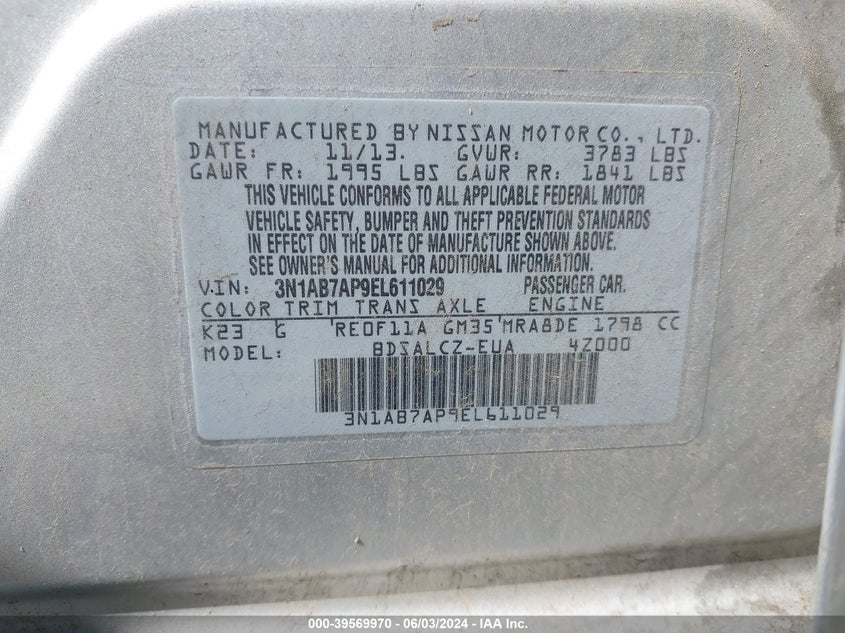 MANUFACTURED BY NISSAN MOTOR CO., LTD.
DATE: 11/13. GVWR: 3783 LBS
GAWR FR: 1995 LBS GAWR RR: 1841 LBS
THIS VEHICLE CONFORMS TO ALL APPLICABLE FEDERAL MOTOR
VEHICLE SAFETY, BUMPER AND THEFT PREVENTION STANDARDS
IN EFFECT ON THE DATE OF MANUFACTURE SHOWN ABOVE.
SEE OWNER'S MANUAL FOR ADDITIONAL INFORMATION.
V.IN: 3N1AB7AP9EL611029 PASSENGER CAR.
COLOR TRIM TRANS AXLE ENGINE
K23 G RE0F11A GM35 MRA8DE 1798 CC
MODEL: BDSALCZ-EUA 4Z000
3N1AB7AP9EL611029
000-39569970 - 06/03/2024 - IAA Inc.